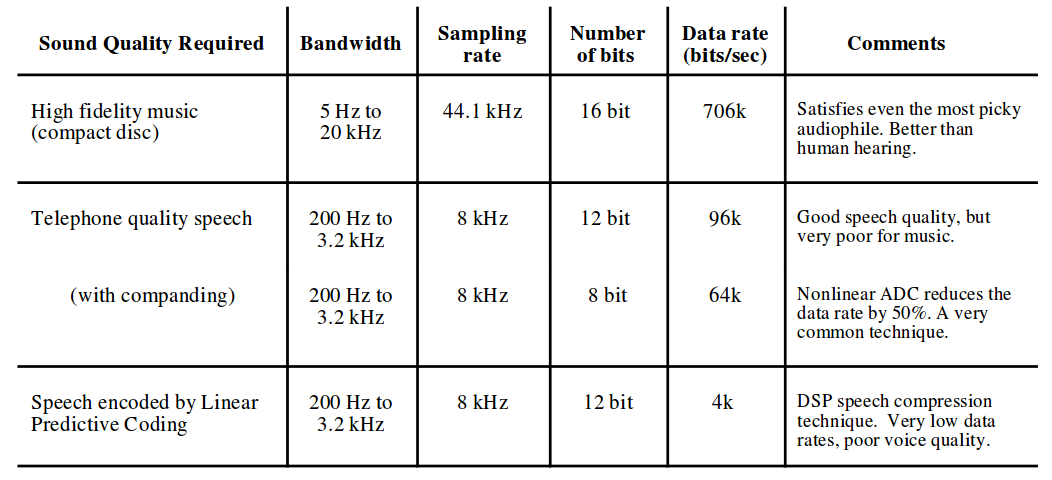 Sound Quality Required Bandwidth Sampling rate Number of bits Data rate (bits/sec) Comments
High fidelity music (compact disc) 5 Hz to 20 kHz 44.1 kHz 16 bit 706k Satisfies even the most picky audiophile. Better than human hearing.
Telephone quality speech 200 Hz to 3.2 kHz 8 kHz 12 bit 96k Good speech quality, but very poor for music.
(with companding) 200 Hz to 3.2 kHz 8 kHz 8 bit 64k Nonlinear ADC reduces the data rate by 50%. A very common technique.
Speech encoded by Linear Predictive Coding 200 Hz to 3.2 kHz 8 kHz 12 bit 4k DSP speech compression technique. Very low data rates, poor voice quality.